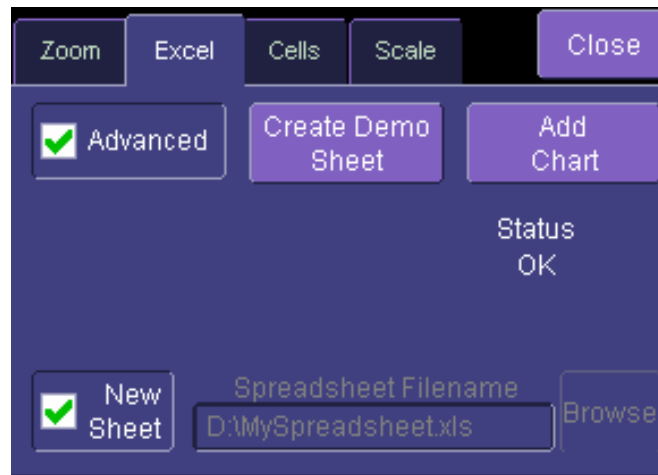 Zoom Excel Cells Scale Close
Advanced
Create Demo
Sheet
Add
Chart
Status
OK
New
Sheet
Spreadsheet Filename
D:\MySpreadsheet.xls
Browse